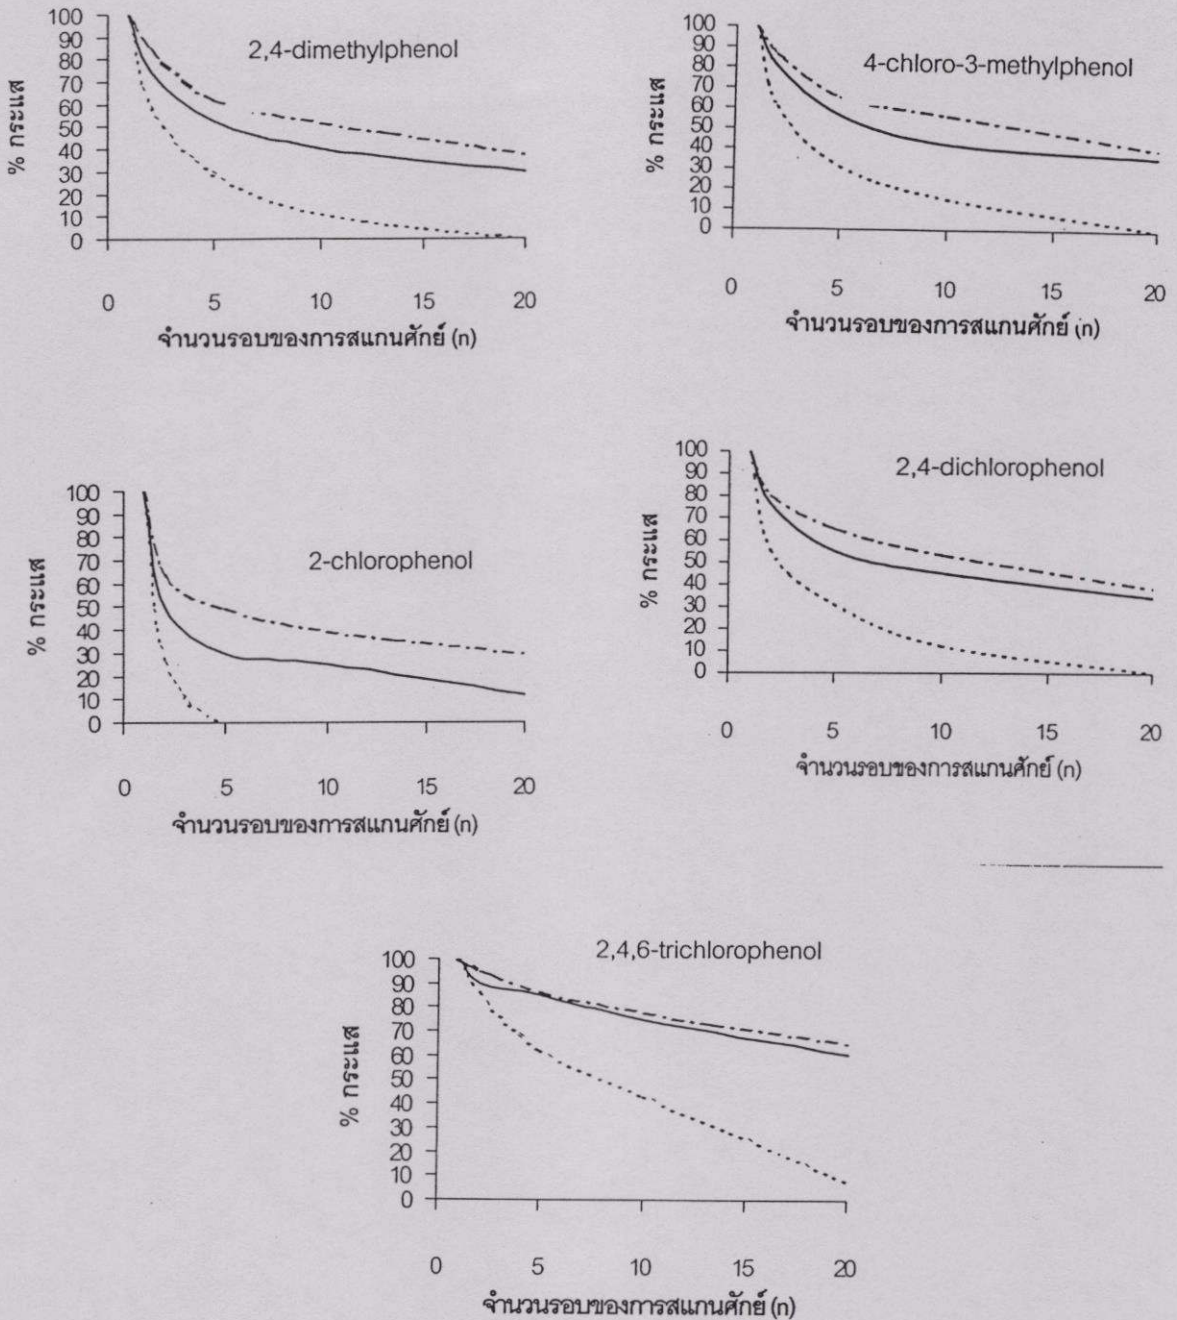 2,4-dimethylphenol
% กระแส
100
90
80
70
60
50
40
30
20
10
0
0 5 10 15 20
จำนวนรอบของการสแกนศักย์ (n)
4-chloro-3-methylphenol
% กระแส
100
90
80
70
60
50
40
30
20
10
0
0 5 10 15 20
จำนวนรอบของการสแกนศักย์ (n)
2-chlorophenol
% กระแส
100
90
80
70
60
50
40
30
20
10
0
0 5 10 15 20
จำนวนรอบของการสแกนศักย์ (n)
2,4-dichlorophenol
% กระแส
100
90
80
70
60
50
40
30
20
10
0
0 5 10 15 20
จำนวนรอบของการสแกนศักย์ (n)
2,4,6-trichlorophenol
% กระแส
100
90
80
70
60
50
40
30
20
10
0
0 5 10 15 20
จำนวนรอบของการสแกนศักย์ (n)